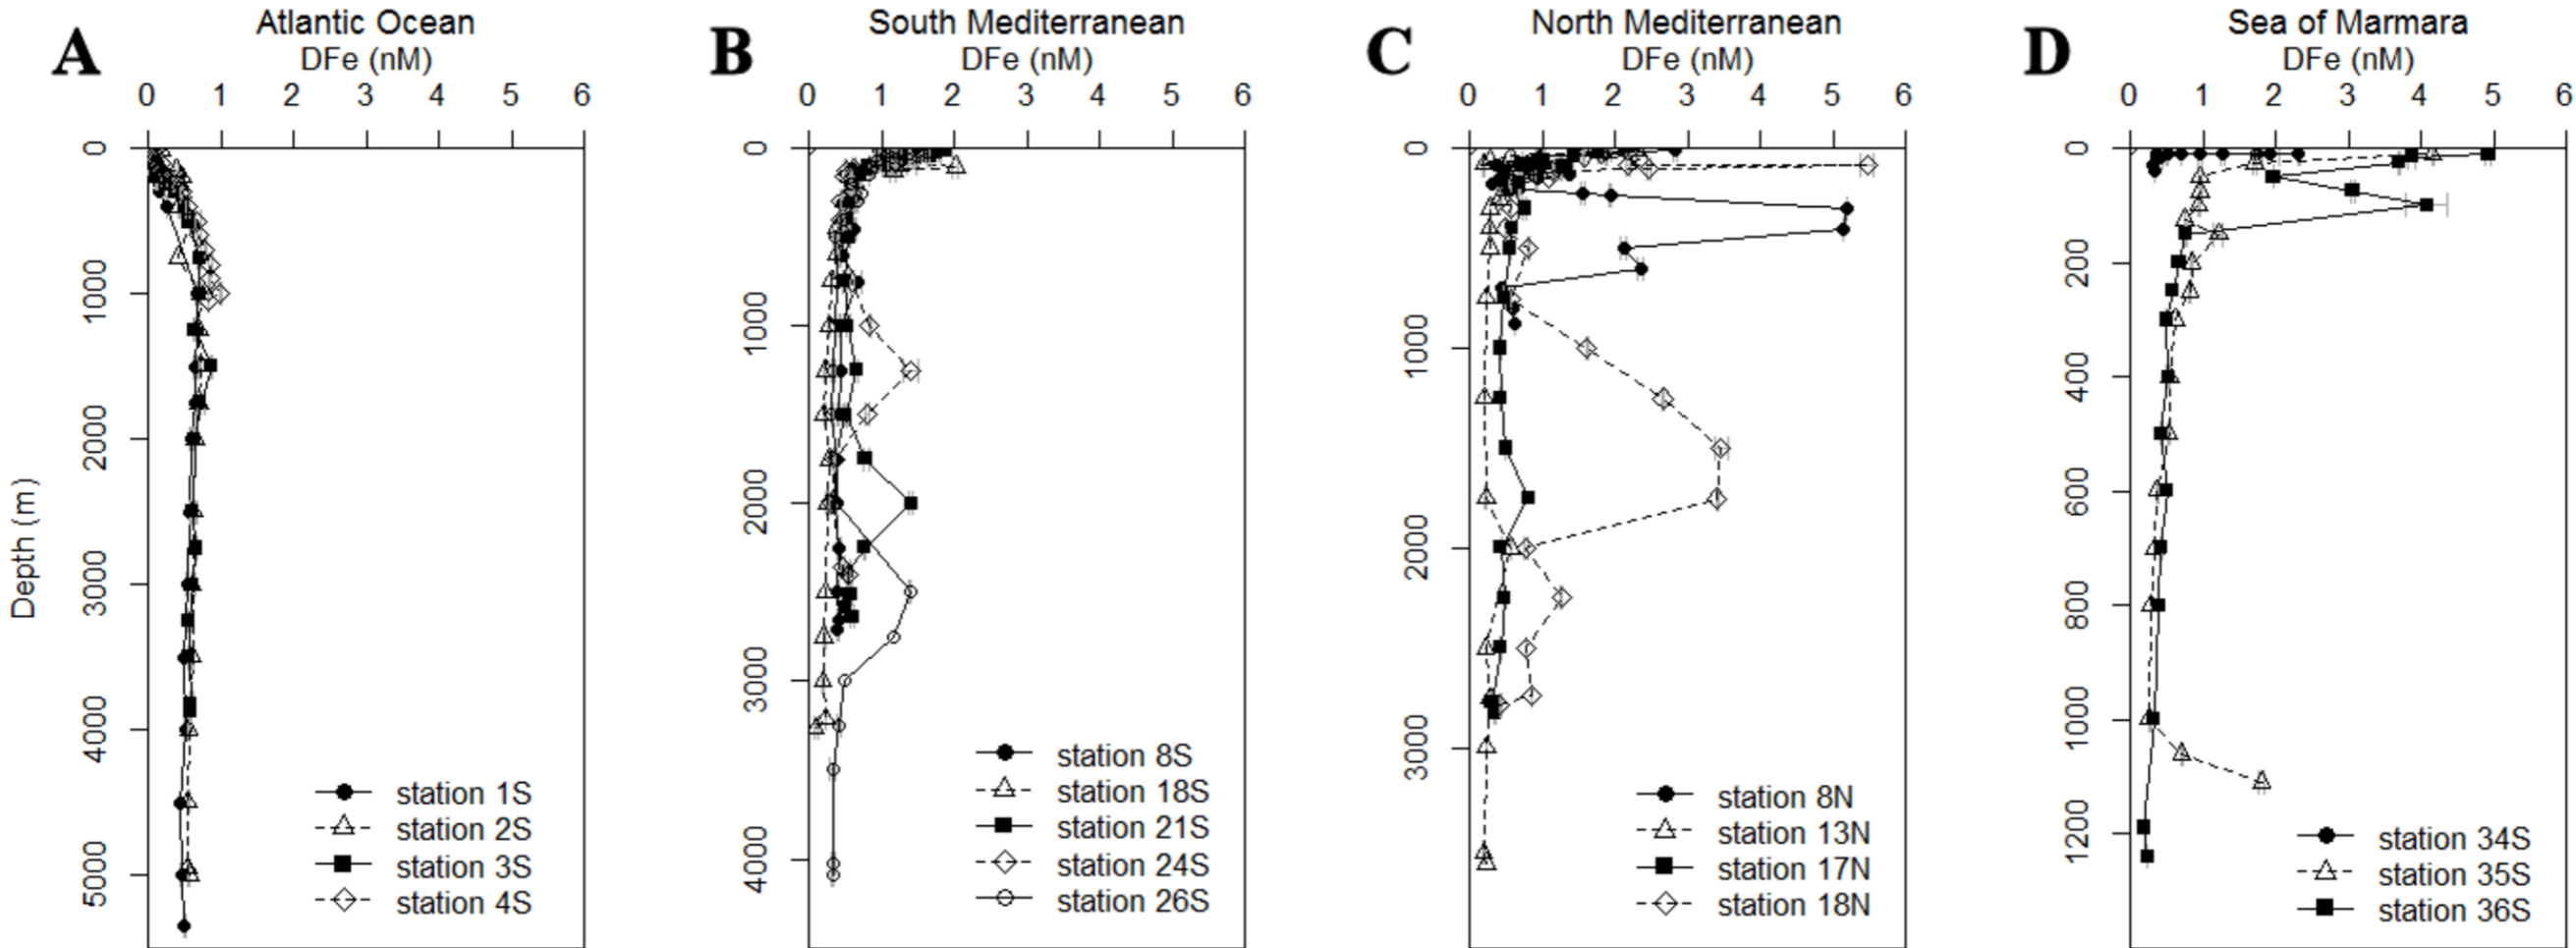 A
Atlantic Ocean
DFe (nM)
0 1 2 3 4 5 6
Depth (m)
0
1000
2000
3000
4000
5000
station 1S
station 2S
station 3S
station 4S
B
South Mediterranean
DFe (nM)
0 1 2 3 4 5 6
0
1000
2000
3000
4000
station 8S
station 18S
station 21S
station 24S
station 26S
C
North Mediterranean
DFe (nM)
0 1 2 3 4 5 6
0
1000
2000
3000
station 8N
station 13N
station 17N
station 18N
D
Sea of Marmara
DFe (nM)
0 1 2 3 4 5 6
0
200
400
600
800
1000
1200
station 34S
station 35S
station 36S